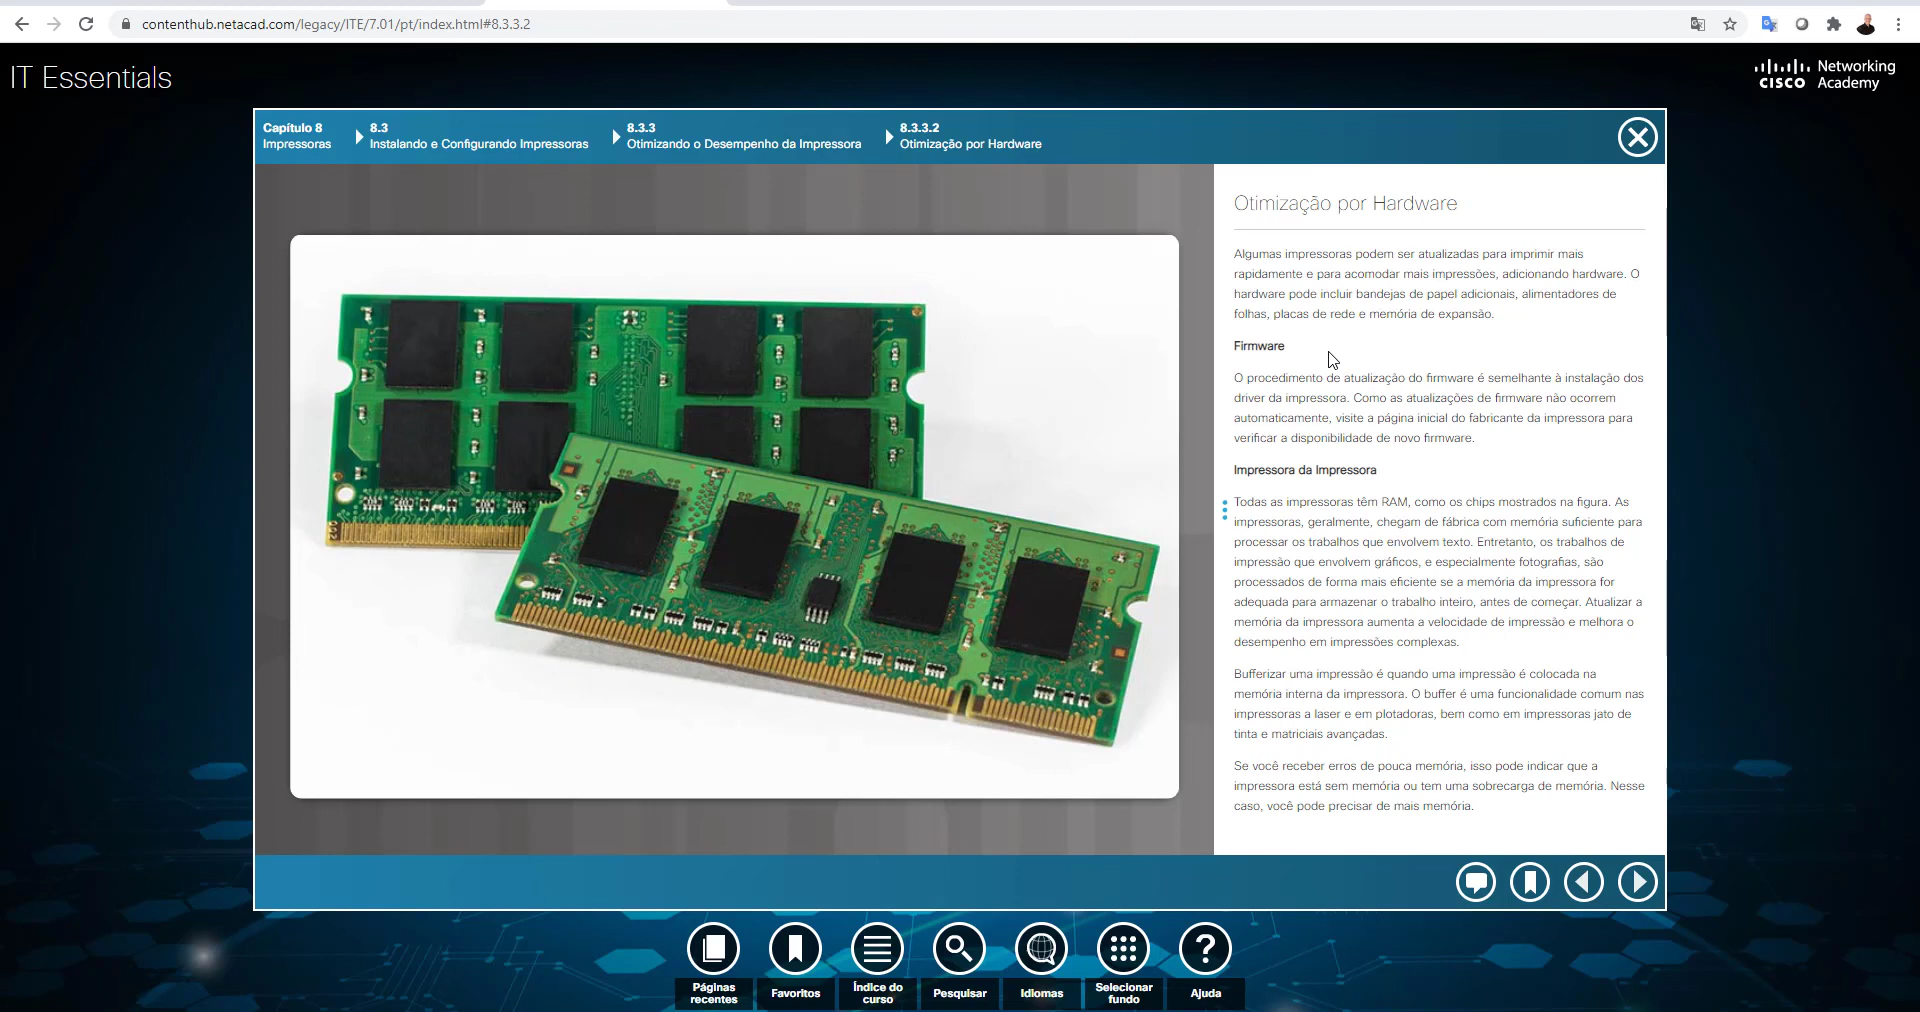 contenthub.netacad.com/legacy/ITE/7.01/pt/index.html#8.3.3.2
IT Essentials
CISCO
Networking
Academy
Capítulo 8
Impressoras
8.3
Instalando e Configurando Impressoras
8.3.3
Otimizando o Desempenho da Impressora
8.3.3.2
Otimização por Hardware
Otimização por Hardware
Algumas impressoras podem ser atualizadas para imprimir mais
rapidamente e para acomodar mais impressões, adicionando hardware. O
hardware pode incluir bandejas de papel adicionais, alimentadores de
folhas, placas de rede e memória de expansão.
Firmware
O procedimento de atualização do firmware é semelhante à instalação dos
driver da impressora. Como as atualizações de firmware não ocorrem
automaticamente, visite a página inicial do fabricante da impressora para
verificar a disponibilidade de novo firmware.
Impressora da Impressora
Todas as impressoras têm RAM, como os chips mostrados na figura. As
impressoras, geralmente, chegam de fábrica com memória suficiente para
processar os trabalhos que envolvem texto. Entretanto, os trabalhos de
impressão que envolvem gráficos, e especialmente fotografias, são
processados de forma mais eficiente se a memória da impressora for
adequada para armazenar o trabalho inteiro, antes de começar. Atualizar a
memória da impressora aumenta a velocidade de impressão e melhora o
desempenho em impressões complexas.
Bufferizar uma impressão é quando uma impressão é colocada na
memória interna da impressora. O buffer é uma funcionalidade comum nas
impressoras a laser e em plotadoras, bem como em impressoras jato de
tinta e matriciais avançadas.
Se você receber erros de pouca memória, isso pode indicar que a
impressora está sem memória ou tem uma sobrecarga de memória. Nesse
caso, você pode precisar de mais memória.
Páginas
recentes
Favoritos
Índice do
curso
Pesquisar
Idiomas
Selecionar
fundo
?
Ajuda